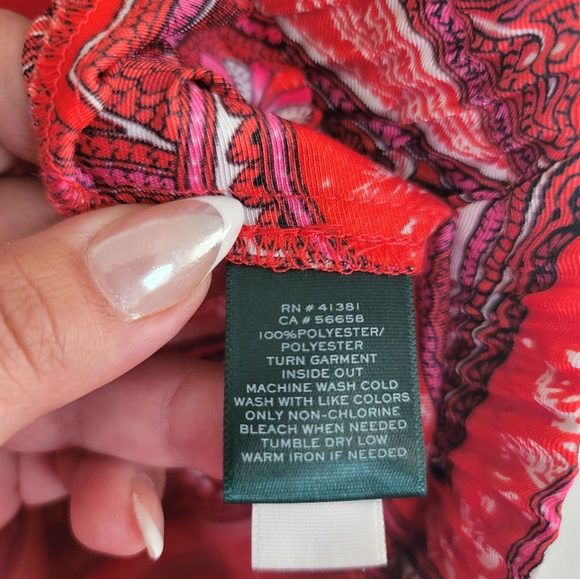 RN # 41381
CA # 56658
100%POLYESTER/
POLYESTER
TURN GARMENT
INSIDE OUT
MACHINE WASH COLD
WASH WITH LIKE COLORS
ONLY NON-CHLORINE
BLEACH WHEN NEEDED
TUMBLE DRY LOW
WARM IRON IF NEEDED